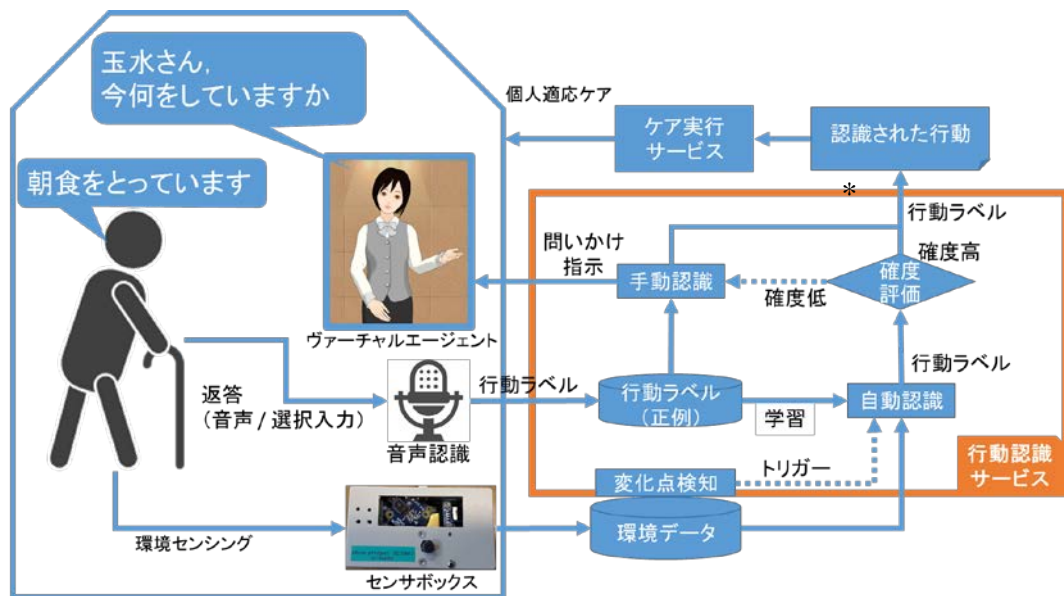 玉水さん,
今何をしていますか
朝食をとっています
ヴァーチャルエージェント
返答
（音声 / 選択入力）
音声認識
環境センシング
センサボックス
個人適応ケア
ケア実行
サービス
認識された行動
*
行動ラベル
確度高
問いかけ
指示
手動認識
確度低
確度
評価
行動ラベル
行動ラベル
行動ラベル
（正例）
学習
自動認識
トリガー
変化点検知
環境データ
行動認識
サービス